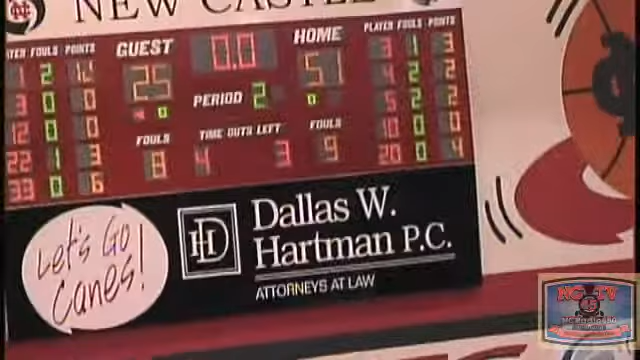 NC
NEW CASTLE
FOULS POINTS
GUEST
0.0
HOME
PLAYER FOULS POINTS
1 2 12
25
51
3 1 3
3 0 0
PERIOD 2
4 2 2
12 0 0
5 2 2
22 1 3
FOULS
TIME OUTS LEFT
FOULS
10 0 0
33 0 6
8
4
3
9
20 0 4
Let's Go
Canes!
HD
Dallas W.
Hartman P.C.
ATTORNEYS AT LAW
NC TV
45